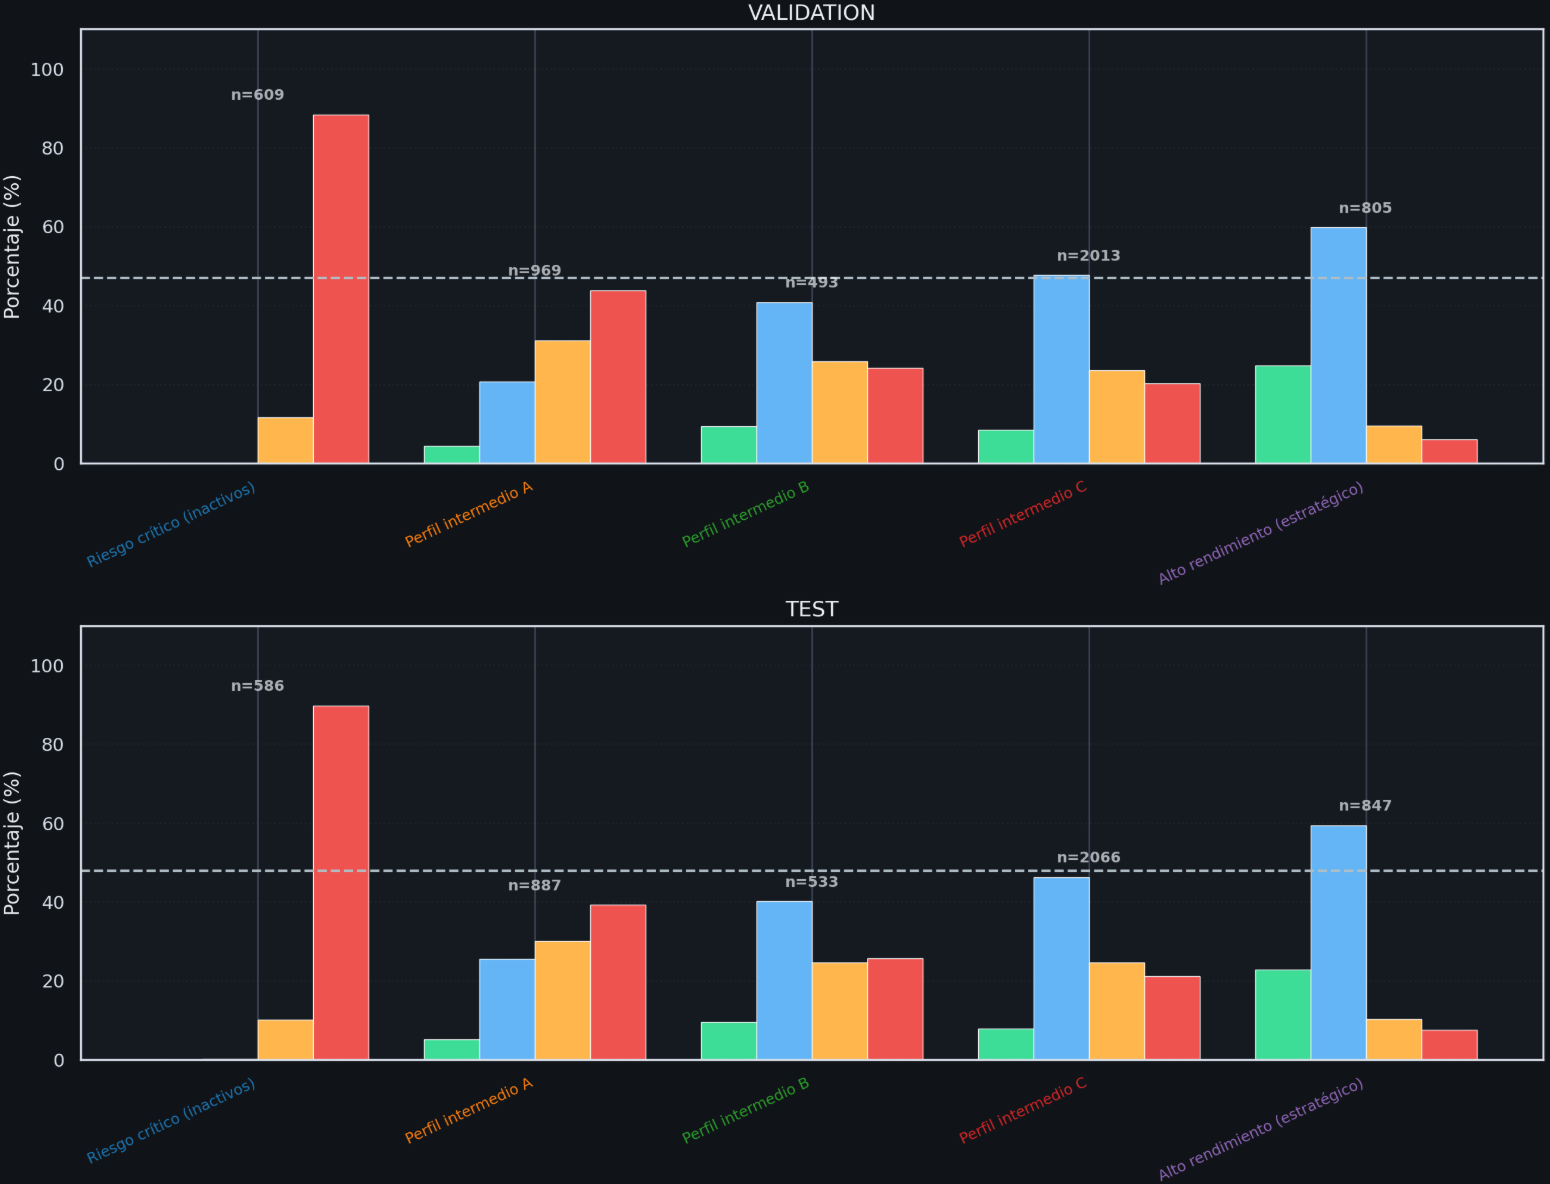 VALIDATION
Porcentaje (%)
100
80
60
40
20
0
n=609
n=969
n=493
n=2013
n=805
Riesgo crítico (inactivos)
Perfil intermedio A
Perfil intermedio B
Perfil intermedio C
Alto rendimiento (estratégico)
TEST
Porcentaje (%)
100
80
60
40
20
0
n=586
n=887
n=533
n=2066
n=847
Riesgo crítico (inactivos)
Perfil intermedio A
Perfil intermedio B
Perfil intermedio C
Alto rendimiento (estratégico)